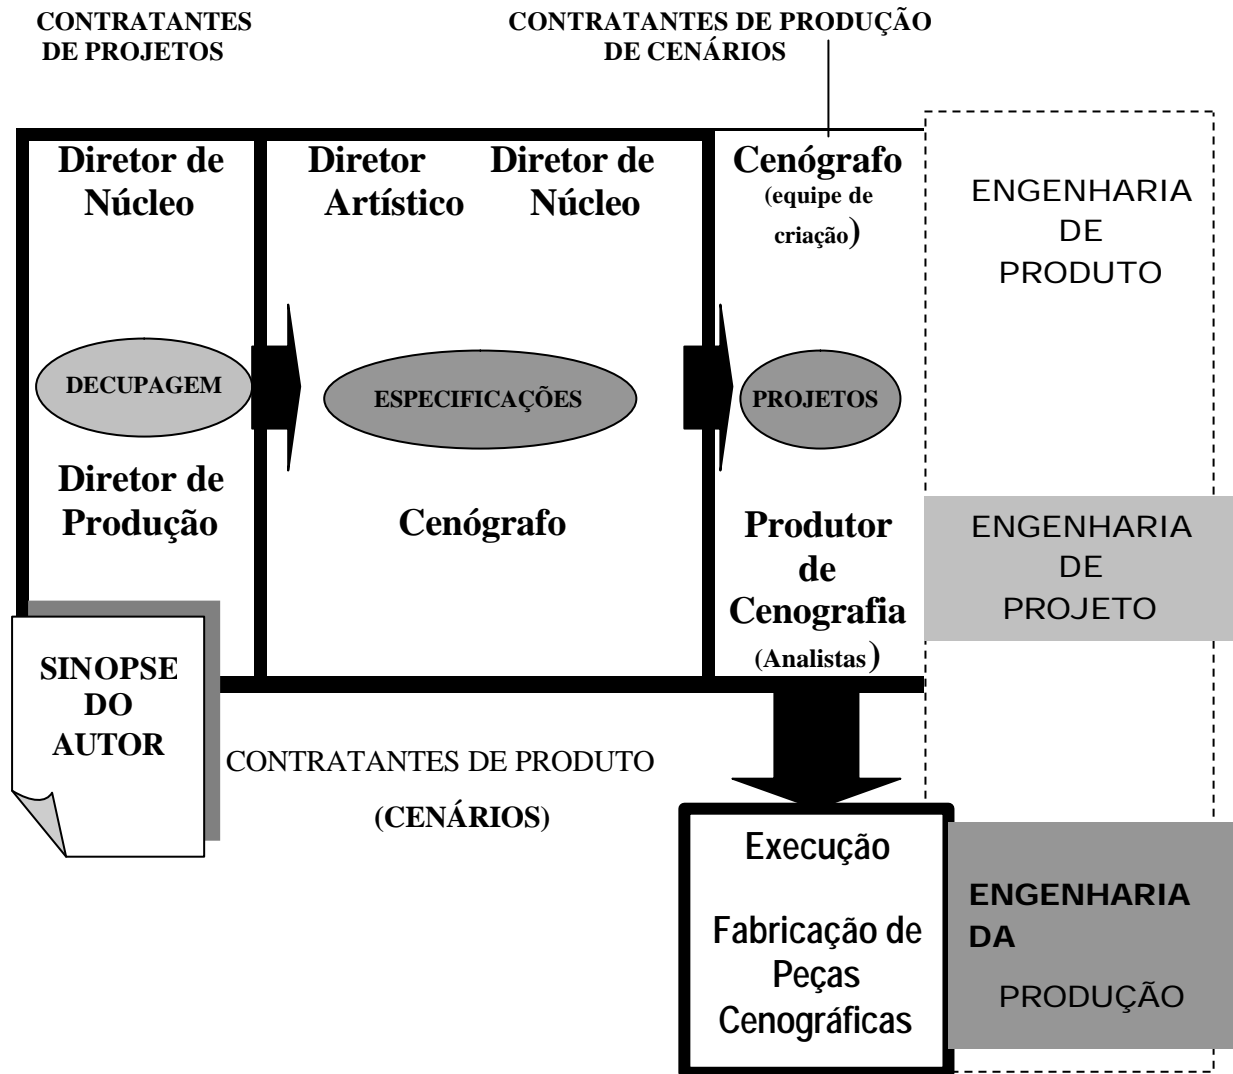 CONTRATANTES
DE PROJETOS
CONTRATANTES DE PRODUÇÃO
DE CENÁRIOS
Diretor de
Núcleo
DECUPAGEM
Diretor de
Produção
Diretor
Artístico
Diretor de
Núcleo
ESPECIFICAÇÕES
Cenógrafo
Cenógrafo
(equipe de
criação)
PROJETOS
Produtor
de
Cenografia
(Analistas)
ENGENHARIA
DE
PRODUTO
ENGENHARIA
DE
PROJETO
SINOPSE
DO
AUTOR
CONTRATANTES DE PRODUTO
(CENÁRIOS)
Execução
Fabricação de
Peças
Cenográficas
ENGENHARIA
DA
PRODUÇÃO